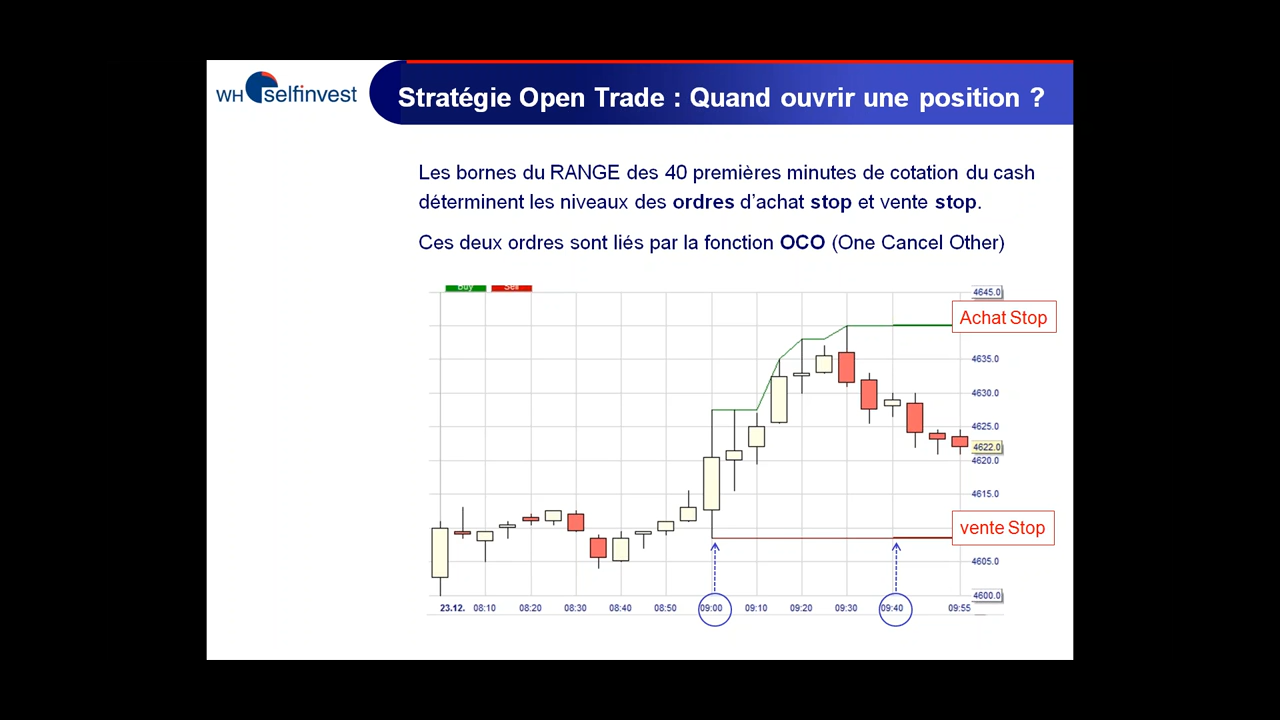 WH selfinvest
Stratégie Open Trade : Quand ouvrir une position ?
Les bornes du RANGE des 40 premières minutes de cotation du cash
déterminent les niveaux des ordres d'achat stop et vente stop.
Ces deux ordres sont liés par la fonction OCO (One Cancel Other)
Buy Sell
4645.0
Achat Stop
4635.0
4630.0
4625.0
4622.0
4620.0
4615.0
vente Stop
4605.0
4600.0
23.12. 08:10 08:20 08:30 08:40 08:50 09:00 09:10 09:20 09:30 09:40 09:55